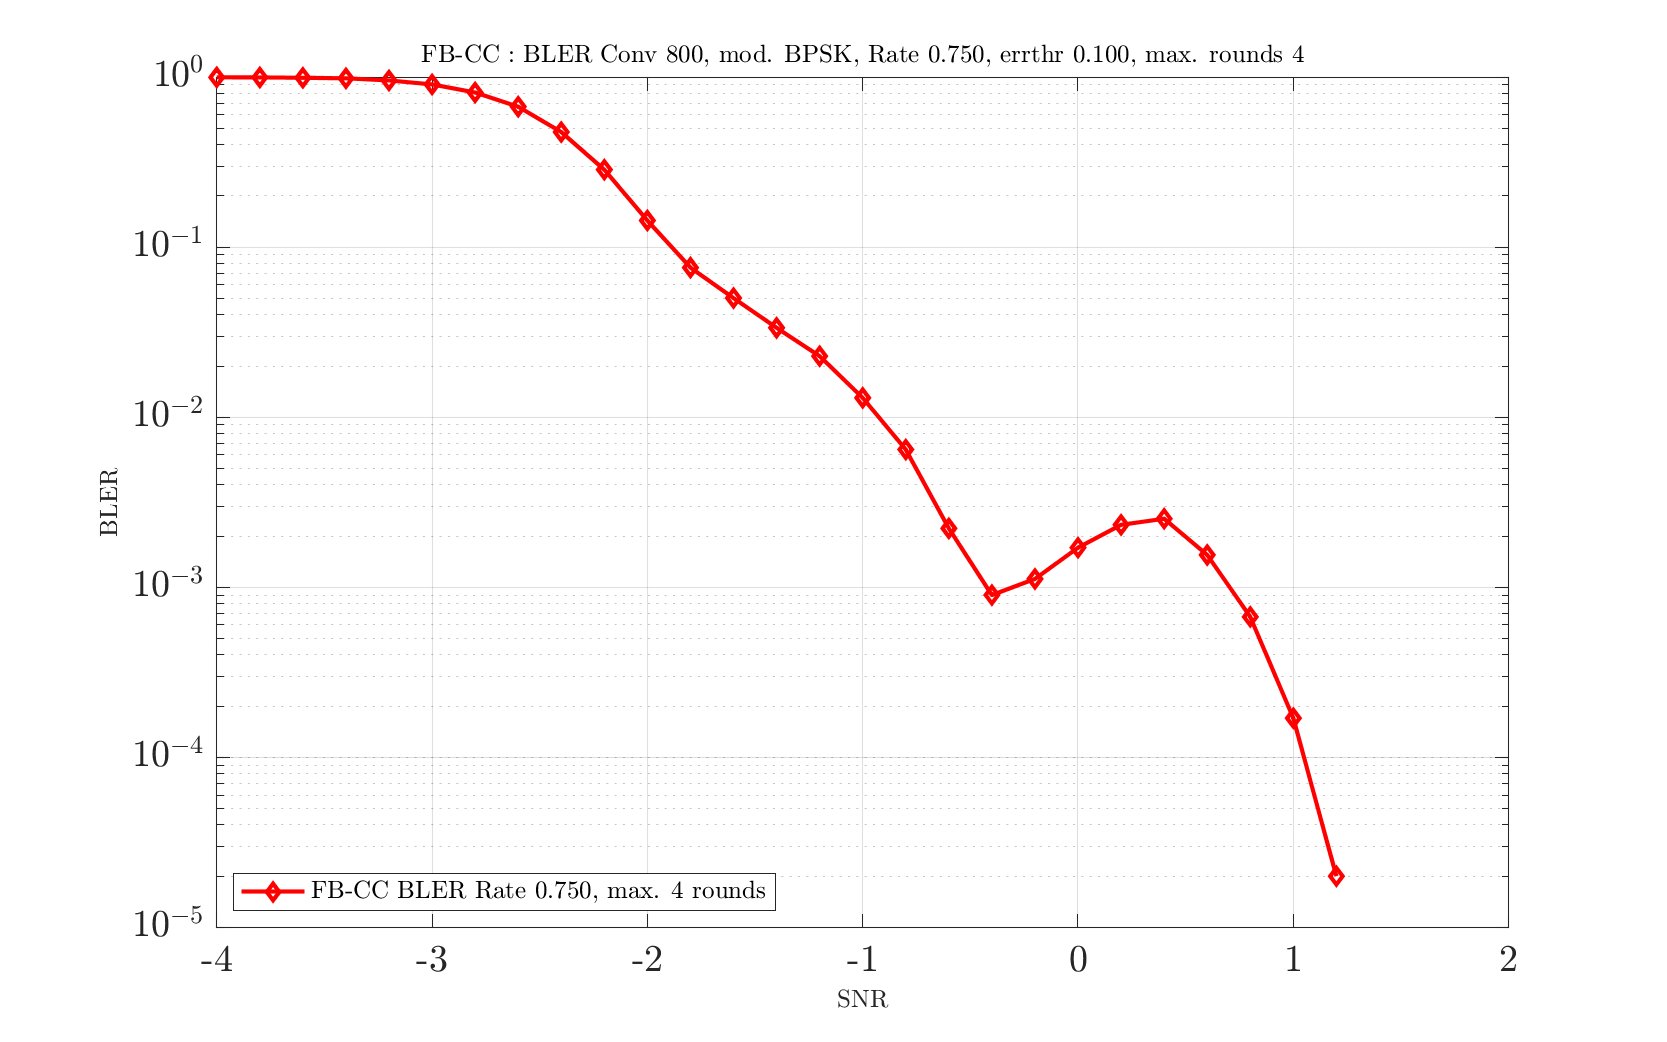 FB-CC : BLER Conv 800, mod. BPSK, Rate 0.750, errthr 0.100, max. rounds 4
10^0
10^-1
10^-2
10^-3
10^-4
10^-5
BLER
FB-CC BLER Rate 0.750, max. 4 rounds
-4 -3 -2 -1 0 1 2
SNR